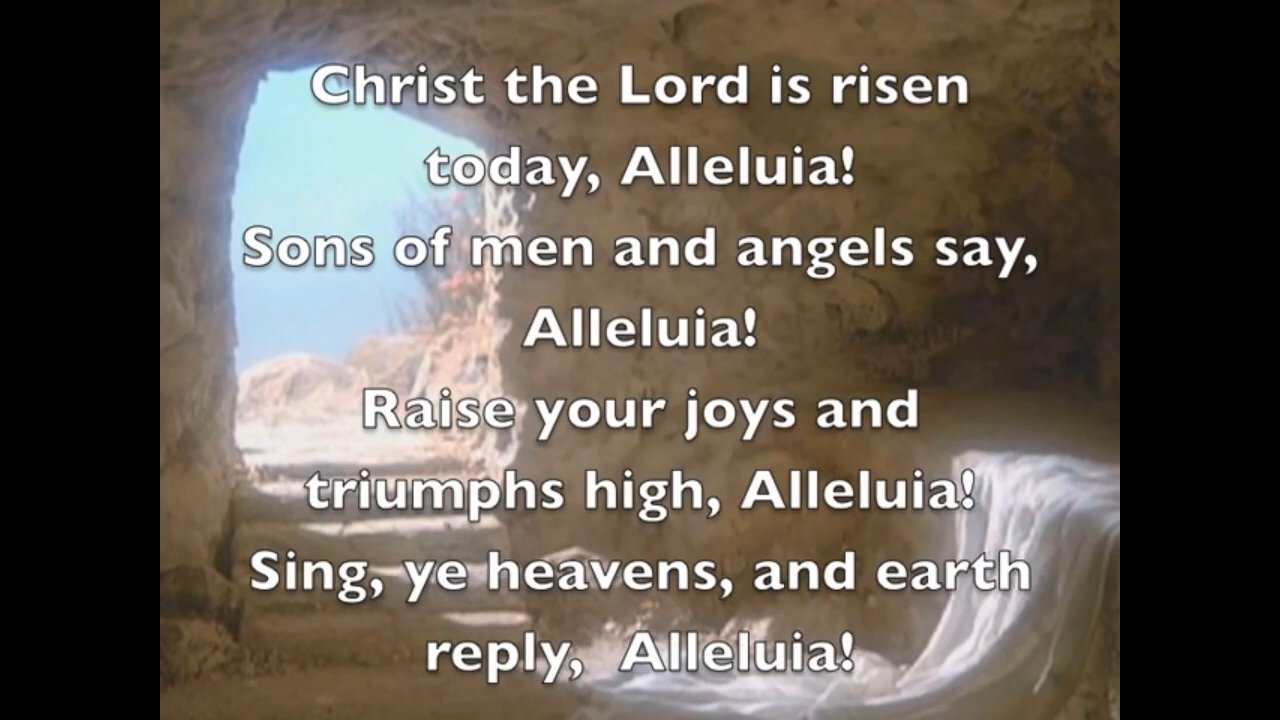 Christ the Lord is risen
today, Alleluia!
Sons of men and angels say,
Alleluia!
Raise your joys and
triumphs high, Alleluia!
Sing, ye heavens, and earth
reply,  Alleluia!